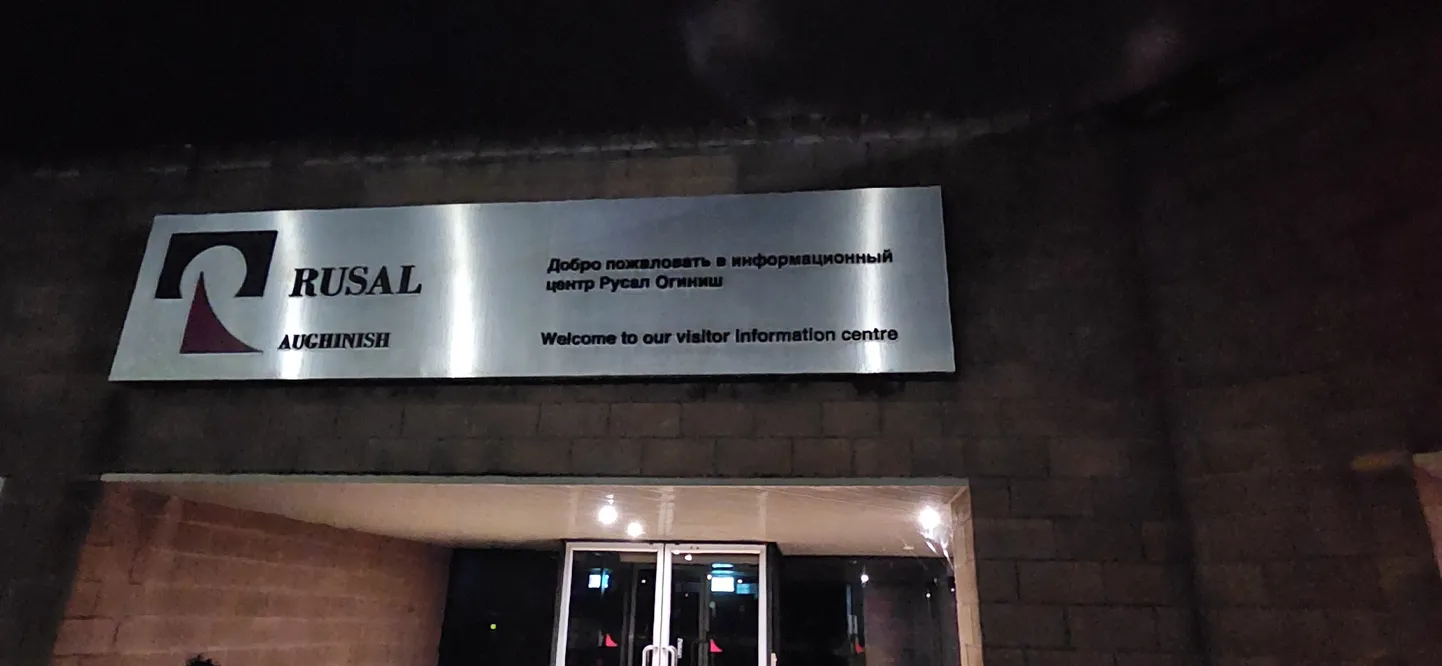 RUSAL
AUGHINISH
Добро пожаловать в информационный
центр Русал Огиниш
Welcome to our visitor information centre